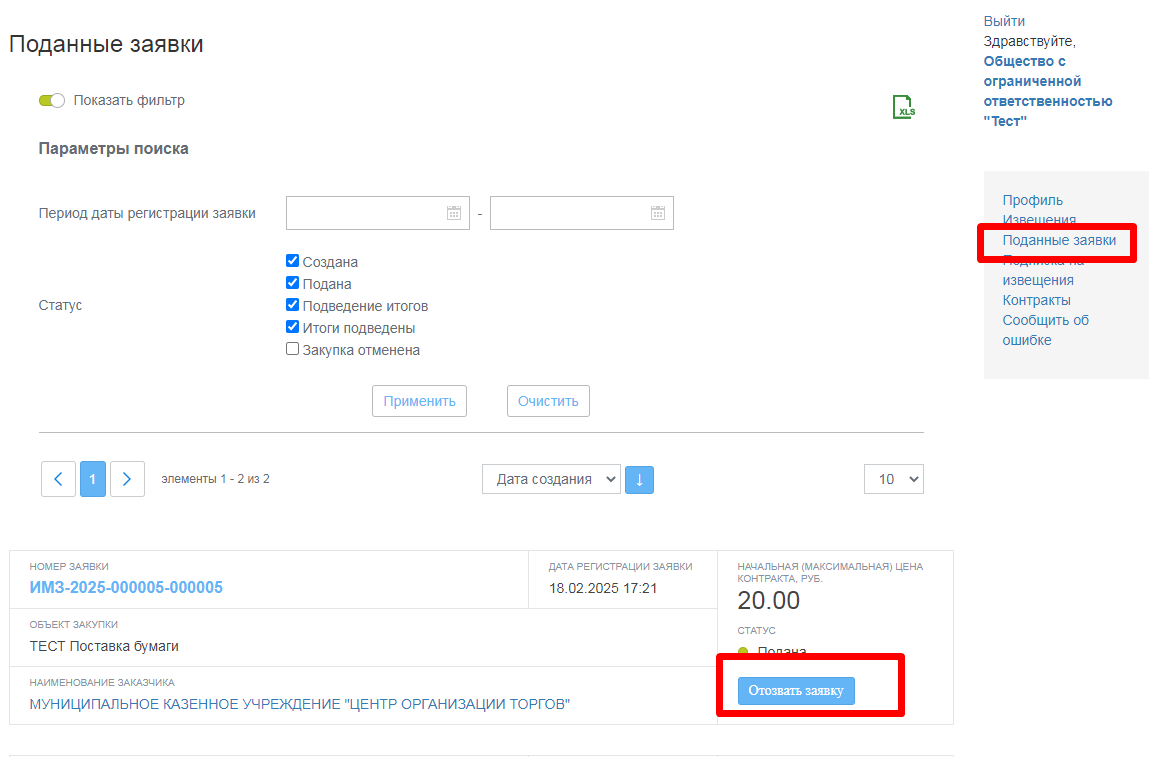 Поданные заявки
Показать фильтр
XLS
Параметры поиска
Период даты регистрации заявки
-
Статус
Создана
Подана
Подведение итогов
Итоги подведены
Закупка отменена
Применить
Очистить
1
элементы 1 - 2 из 2
Дата создания
10
НОМЕР ЗАЯВКИ
ИМЗ-2025-000005-000005
ДАТА РЕГИСТРАЦИИ ЗАЯВКИ
18.02.2025 17:21
ОБЪЕКТ ЗАКУПКИ
ТЕСТ Поставка бумаги
НАИМЕНОВАНИЕ ЗАКАЗЧИКА
МУНИЦИПАЛЬНОЕ КАЗЕННОЕ УЧРЕЖДЕНИЕ "ЦЕНТР ОРГАНИЗАЦИИ ТОРГОВ"
НАЧАЛЬНАЯ (МАКСИМАЛЬНАЯ) ЦЕНА
КОНТРАКТА, РУБ.
20.00
СТАТУС
Подана
Отозвать заявку
Выйти
Здравствуйте,
Общество с
ограниченной
ответственностью
"Тест"
Профиль
Извещения
Поданные заявки
Подписка на
извещения
Контракты
Сообщить об
ошибке